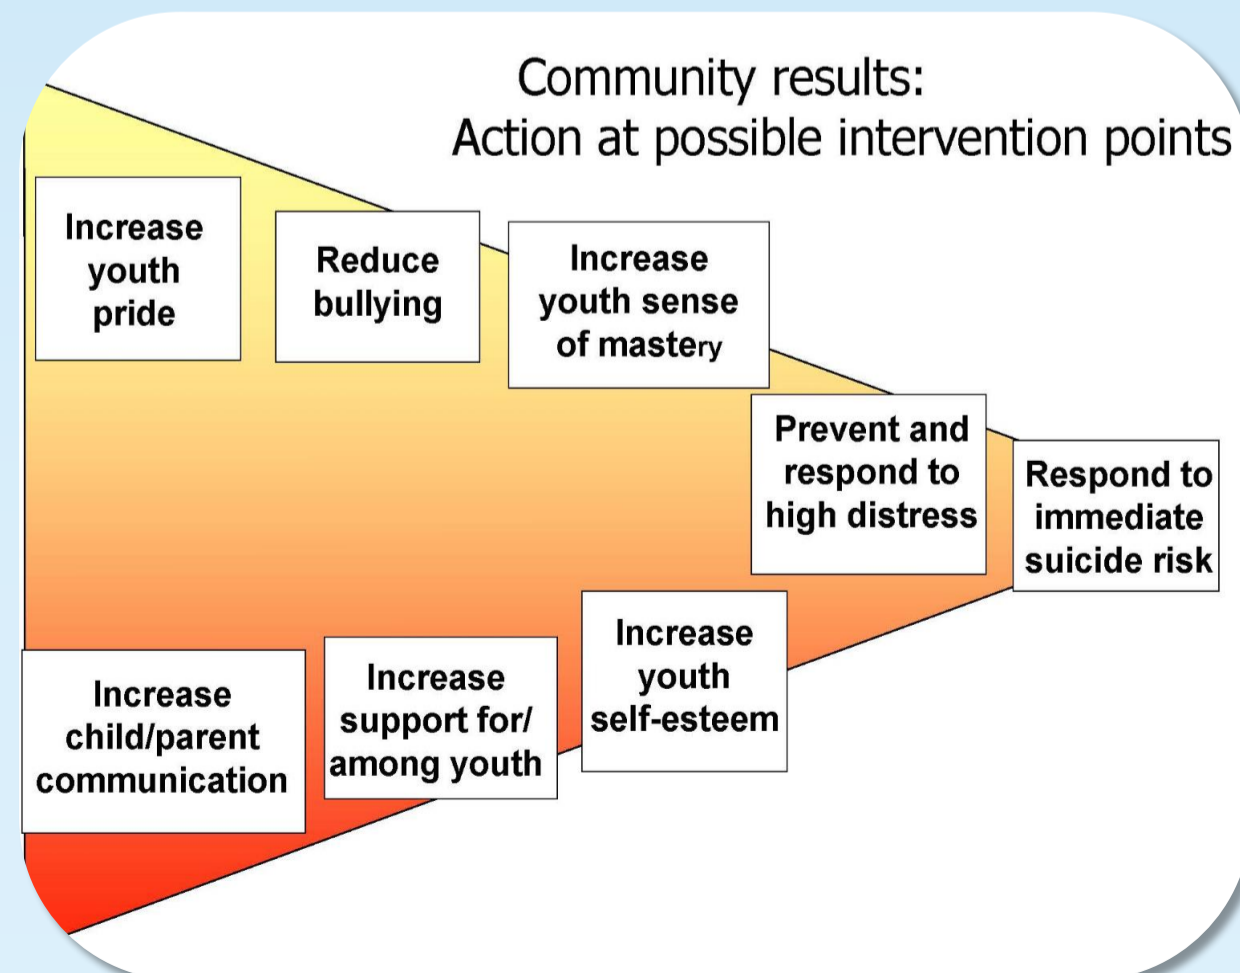 Community results:
Action at possible intervention points
Increase
youth
pride
Reduce
bullying
Increase
youth sense
of mastery
Prevent and
respond to
high distress
Respond to
immediate
suicide risk
Increase
child/parent
communication
Increase
support for/
among youth
Increase
youth
self-esteem